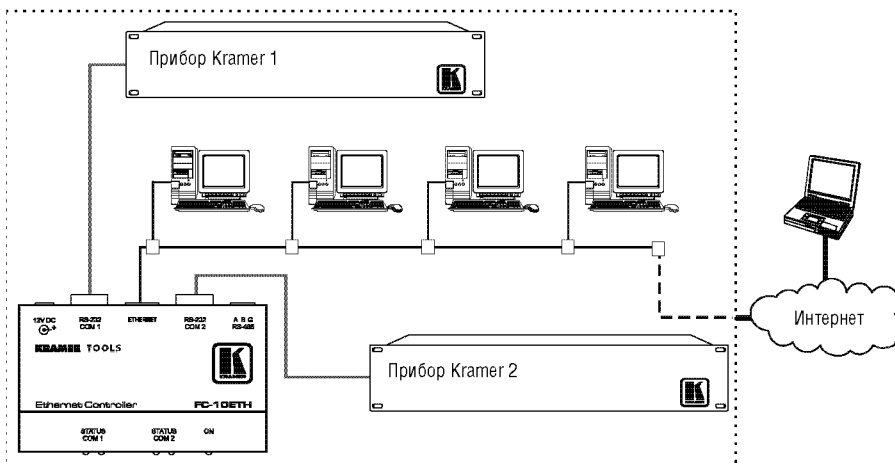 Прибор Kramer 1
Интернет
12V DC
RS-232
COM 1
ETHERNET
RS-232
COM 2
A B G
RS-485
KRAMER TOOLS
KRAMER
Прибор Kramer 2
Ethernet Controller
FC-10ETH
STATUS
COM 1
STATUS
COM 2
ON